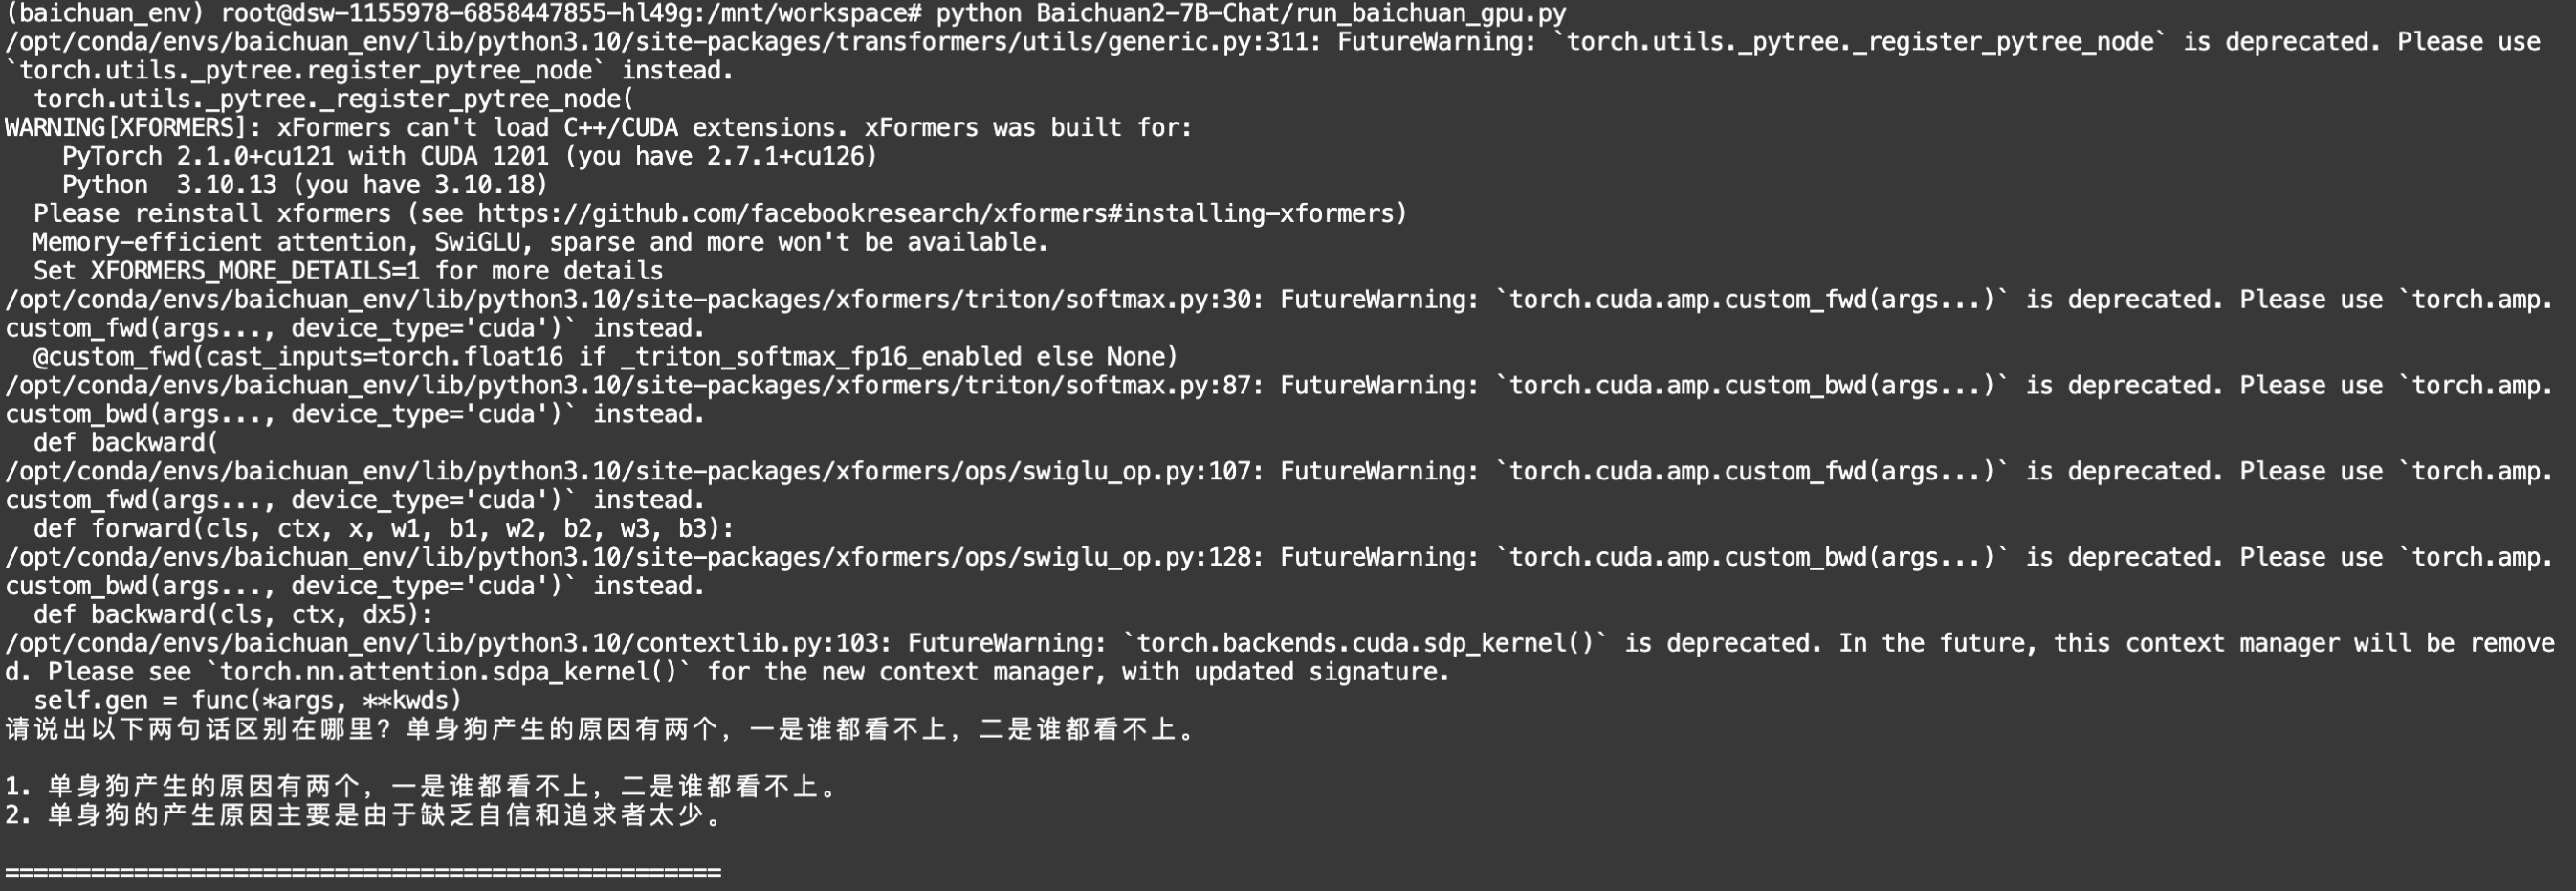 (baichuan_env) root@dsw-1155978-6858447855-hl49g:/mnt/workspace# python Baichuan2-7B-Chat/run_baichuan_gpu.py
/opt/conda/envs/baichuan_env/lib/python3.10/site-packages/transformers/utils/generic.py:311: FutureWarning: `torch.utils._pytree._register_pytree_node` is deprecated. Please use
`torch.utils._pytree.register_pytree_node` instead.
  torch.utils._pytree._register_pytree_node(
WARNING[XFORMERS]: xFormers can't load C++/CUDA extensions. xFormers was built for:
    PyTorch 2.1.0+cu121 with CUDA 1201 (you have 2.7.1+cu126)
    Python  3.10.13 (you have 3.10.18)
  Please reinstall xformers (see https://github.com/facebookresearch/xformers#installing-xformers)
  Memory-efficient attention, SwiGLU, sparse and more won't be available.
  Set XFORMERS_MORE_DETAILS=1 for more details
/opt/conda/envs/baichuan_env/lib/python3.10/site-packages/xformers/triton/softmax.py:30: FutureWarning: `torch.cuda.amp.custom_fwd(args...)` is deprecated. Please use `torch.amp.
custom_fwd(args..., device_type='cuda')` instead.
  @custom_fwd(cast_inputs=torch.float16 if _triton_softmax_fp16_enabled else None)
/opt/conda/envs/baichuan_env/lib/python3.10/site-packages/xformers/triton/softmax.py:87: FutureWarning: `torch.cuda.amp.custom_bwd(args...)` is deprecated. Please use `torch.amp.
custom_bwd(args..., device_type='cuda')` instead.
  def backward(
/opt/conda/envs/baichuan_env/lib/python3.10/site-packages/xformers/ops/swiglu_op.py:107: FutureWarning: `torch.cuda.amp.custom_fwd(args...)` is deprecated. Please use `torch.amp.
custom_fwd(args..., device_type='cuda')` instead.
  def forward(cls, ctx, x, w1, b1, w2, b2, w3, b3):
/opt/conda/envs/baichuan_env/lib/python3.10/site-packages/xformers/ops/swiglu_op.py:128: FutureWarning: `torch.cuda.amp.custom_bwd(args...)` is deprecated. Please use `torch.amp.
custom_bwd(args..., device_type='cuda')` instead.
  def backward(cls, ctx, dx5):
/opt/conda/envs/baichuan_env/lib/python3.10/contextlib.py:103: FutureWarning: `torch.backends.cuda.sdp_kernel()` is deprecated. In the future, this context manager will be remove
d. Please see `torch.nn.attention.sdpa_kernel()` for the new context manager, with updated signature.
  self.gen = func(*args, **kwds)
请说出以下两句话区别在哪里？单身狗产生的原因有两个，一是谁都看不上，二是谁都看不上。

1. 单身狗产生的原因有两个，一是谁都看不上，二是谁都看不上。
2. 单身狗的产生原因主要是由于缺乏自信和追求者太少。

==================================================